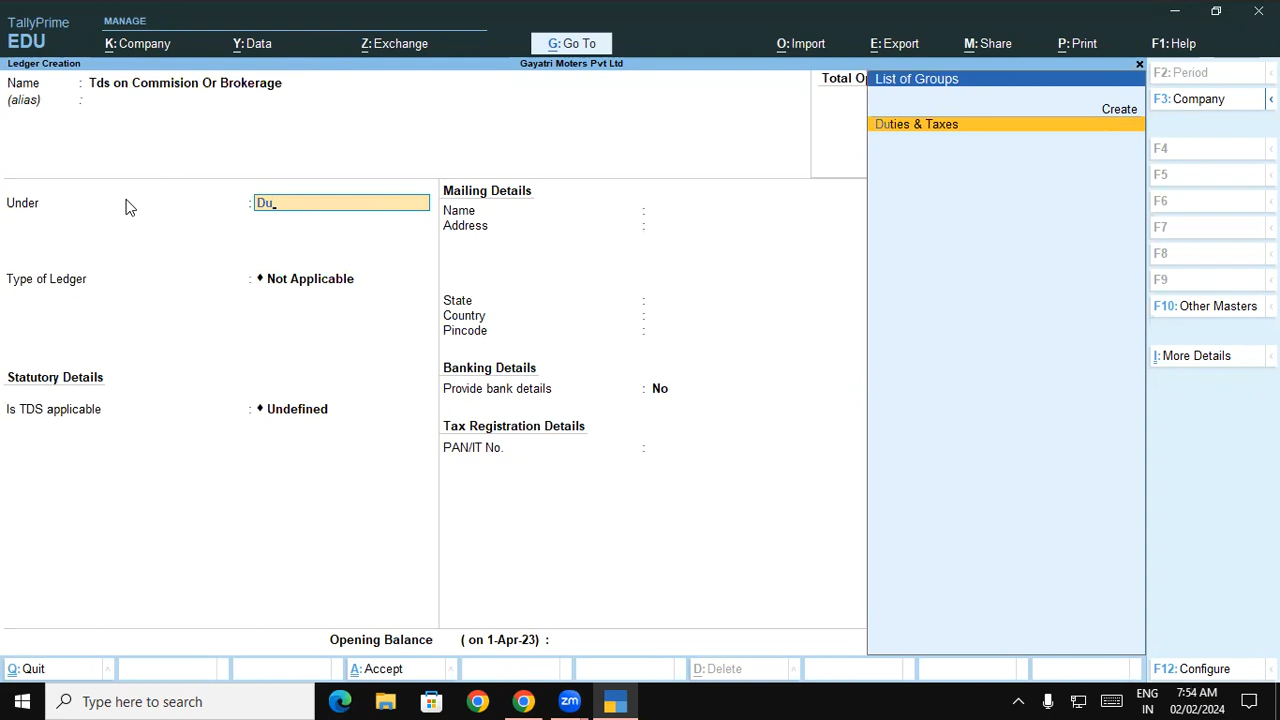 TallyPrime
EDU
MANAGE
K: Company
Y: Data
Z: Exchange
G: Go To
O: Import
E: Export
M: Share
P: Print
F1: Help
Ledger Creation
Gayatri Moters Pvt Ltd
×
Name : Tds on Commision Or Brokerage
(alias) :
Total Op
Under : Du_
Type of Ledger : ♦ Not Applicable
Statutory Details
Is TDS applicable : ♦ Undefined
Mailing Details
Name :
Address :
State :
Country :
Pincode :
Banking Details
Provide bank details : No
Tax Registration Details
PAN/IT No. :
Opening Balance ( on 1-Apr-23) :
List of Groups
Create
Duties & Taxes
F2: Period
F3: Company
F4
F5
F6
F7
F8
F9
F10: Other Masters
I: More Details
Q: Quit
A: Accept
D: Delete
F12: Configure
Type here to search
zm
ENG
IN
7:54 AM
02/02/2024